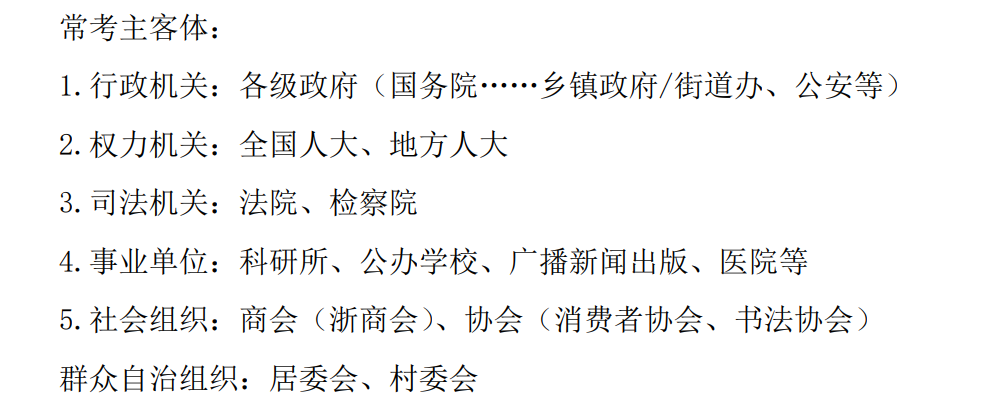 常考主客体：
1.行政机关：各级政府（国务院……乡镇政府/街道办、公安等）
2.权力机关：全国人大、地方人大
3.司法机关：法院、检察院
4.事业单位：科研所、公办学校、广播新闻出版、医院等
5.社会组织：商会（浙商会）、协会（消费者协会、书法协会）
群众自治组织：居委会、村委会